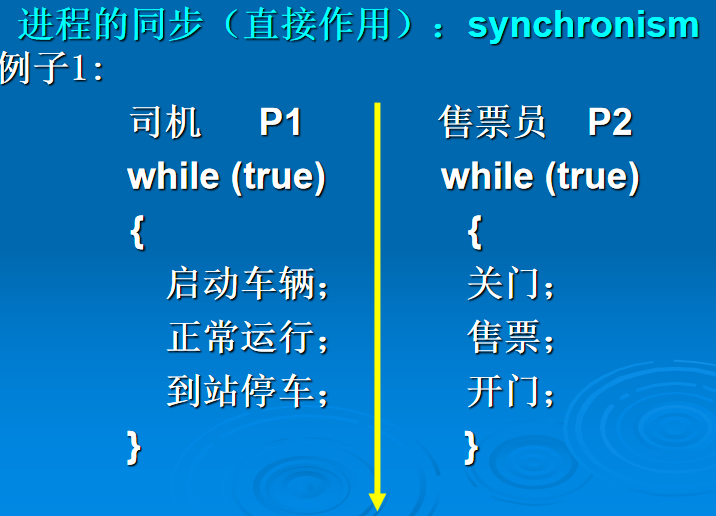 进程的同步（直接作用）：synchronism
例子1：
司机 P1
while (true)
{
启动车辆；
正常运行；
到站停车；
}
售票员 P2
while (true)
{
关门；
售票；
开门；
}